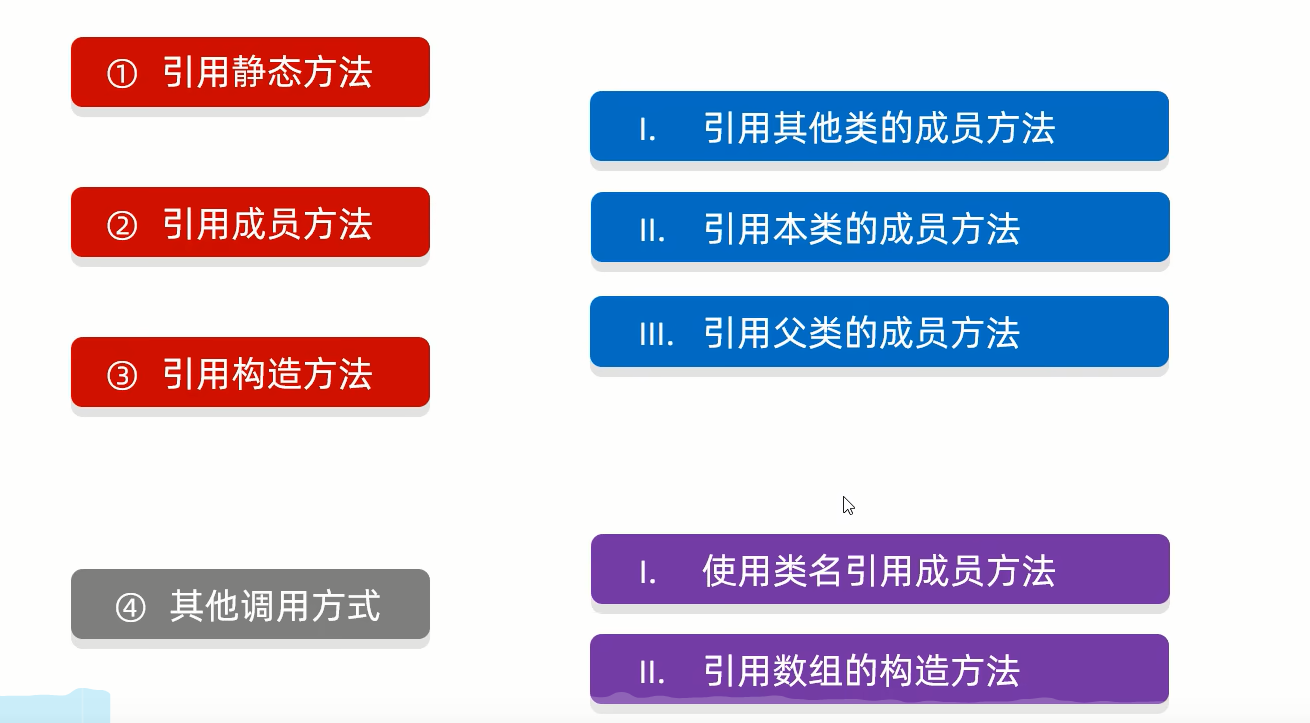 ① 引用静态方法
② 引用成员方法
I. 引用其他类的成员方法
II. 引用本类的成员方法
III. 引用父类的成员方法
③ 引用构造方法
④ 其他调用方式
I. 使用类名引用成员方法
II. 引用数组的构造方法